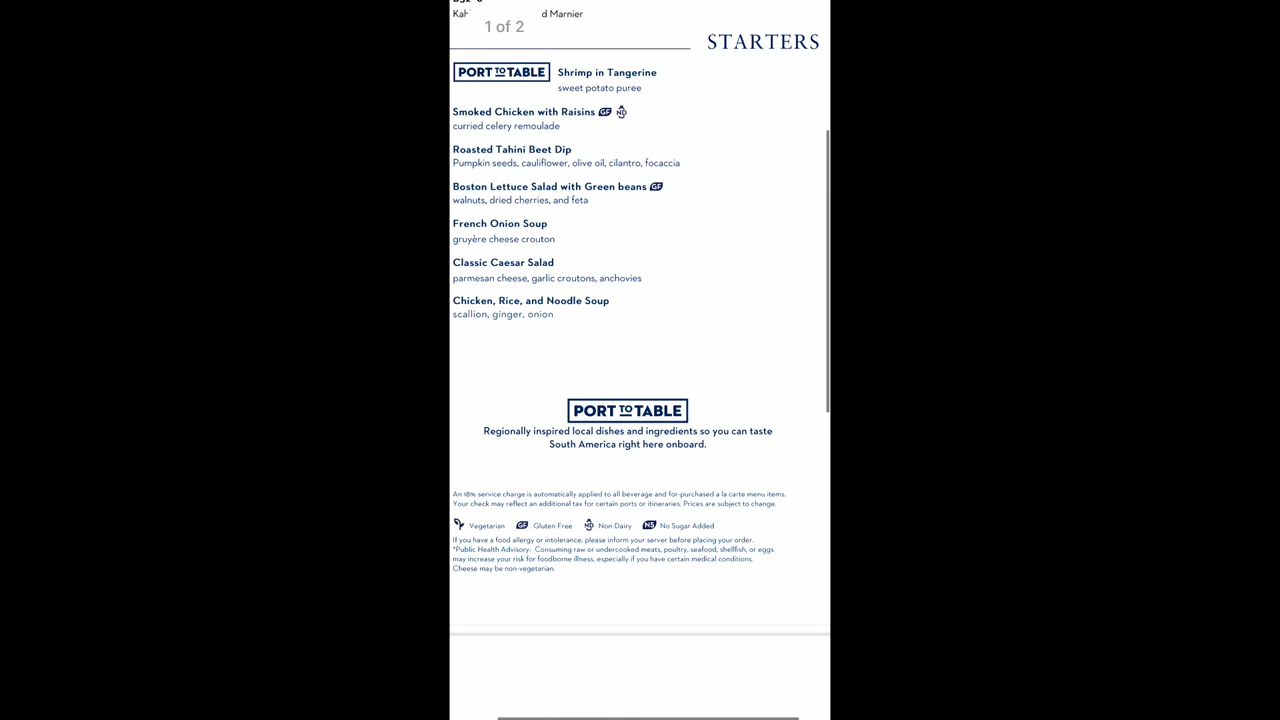 d Marnier
1 of 2
STARTERS
PORT TO TABLE Shrimp in Tangerine
sweet potato puree
Smoked Chicken with Raisins GF ND
curried celery remoulade
Roasted Tahini Beet Dip
Pumpkin seeds, cauliflower, olive oil, cilantro, focaccia
Boston Lettuce Salad with Green beans GF
walnuts, dried cherries, and feta
French Onion Soup
gruyère cheese crouton
Classic Caesar Salad
parmesan cheese, garlic croutons, anchovies
Chicken, Rice, and Noodle Soup
scallion, ginger, onion
PORT TO TABLE
Regionally inspired local dishes and ingredients so you can taste
South America right here onboard.
An 18% service charge is automatically applied to all beverage and for-purchased a la carte menu items.
Your check may reflect an additional tax for certain ports or itineraries. Prices are subject to change.
Vegetarian GF Gluten Free ND Non-Dairy NS No Sugar Added
If you have a food allergy or intolerance, please inform your server before placing your order.
*Public Health Advisory: Consuming raw or undercooked meats, poultry, seafood, shellfish, or eggs
may increase your risk for foodborne illness, especially if you have certain medical conditions.
Cheese may be non-vegetarian.